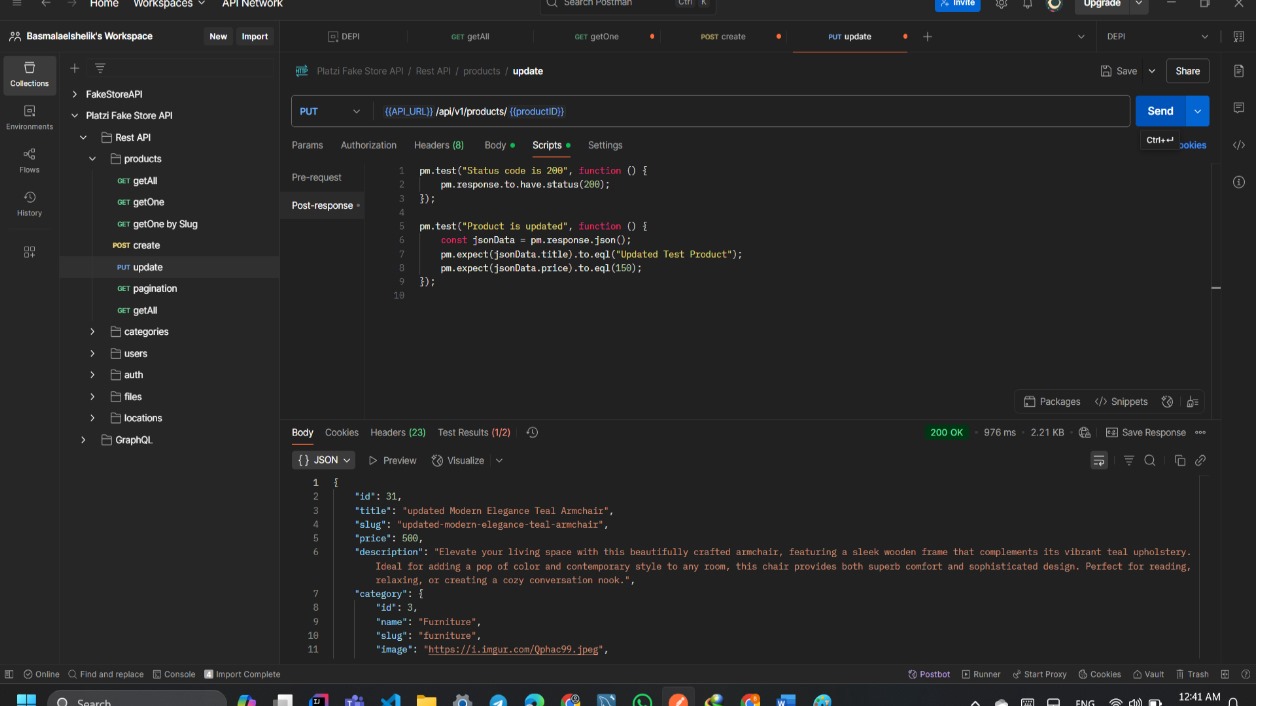 Home Workspaces API Network Search Postman Ctrl K Invite Upgrade
Basmalaelshelik's Workspace New Import DEPI GET getAll GET getOne POST create PUT update DEPI
Collections
Environments
Flows
History
FakeStoreAPI
Platzi Fake Store API
Rest API
products
GET getAll
GET getOne
GET getOne by Slug
POST create
PUT update
GET pagination
GET getAll
categories
users
auth
files
locations
GraphQL
Platzi Fake Store API / Rest API / products / update Save Share
PUT {{API_URL}} /api/v1/products/ {{productID}} Send
Ctrl+↵
Params Authorization Headers (8) Body Scripts Settings ookies
Pre-request
Post-response
1 pm.test("Status code is 200", function () {
2 pm.response.to.have.status(200);
3 });
4
5 pm.test("Product is updated", function () {
6 const jsonData = pm.response.json();
7 pm.expect(jsonData.title).to.eql("Updated Test Product");
8 pm.expect(jsonData.price).to.eql(150);
9 });
10
Packages </> Snippets
Body Cookies Headers (23) Test Results (1/2) 200 OK 976 ms 2.21 KB Save Response
{} JSON Preview Visualize
1 {
2 "id": 31,
3 "title": "updated Modern Elegance Teal Armchair",
4 "slug": "updated-modern-elegance-teal-armchair",
5 "price": 500,
6 "description": "Elevate your living space with this beautifully crafted armchair, featuring a sleek wooden frame that complements its vibrant teal upholstery.
Ideal for adding a pop of color and contemporary style to any room, this chair provides both superb comfort and sophisticated design. Perfect for reading,
relaxing, or creating a cozy conversation nook.",
7 "category": {
8 "id": 3,
9 "name": "Furniture",
10 "slug": "furniture",
11 "image": "https://i.imgur.com/Qphac99.jpeg",
Online Find and replace Console Import Complete Postbot Runner Start Proxy Cookies Vault Trash
Search ENG 12:41 AM